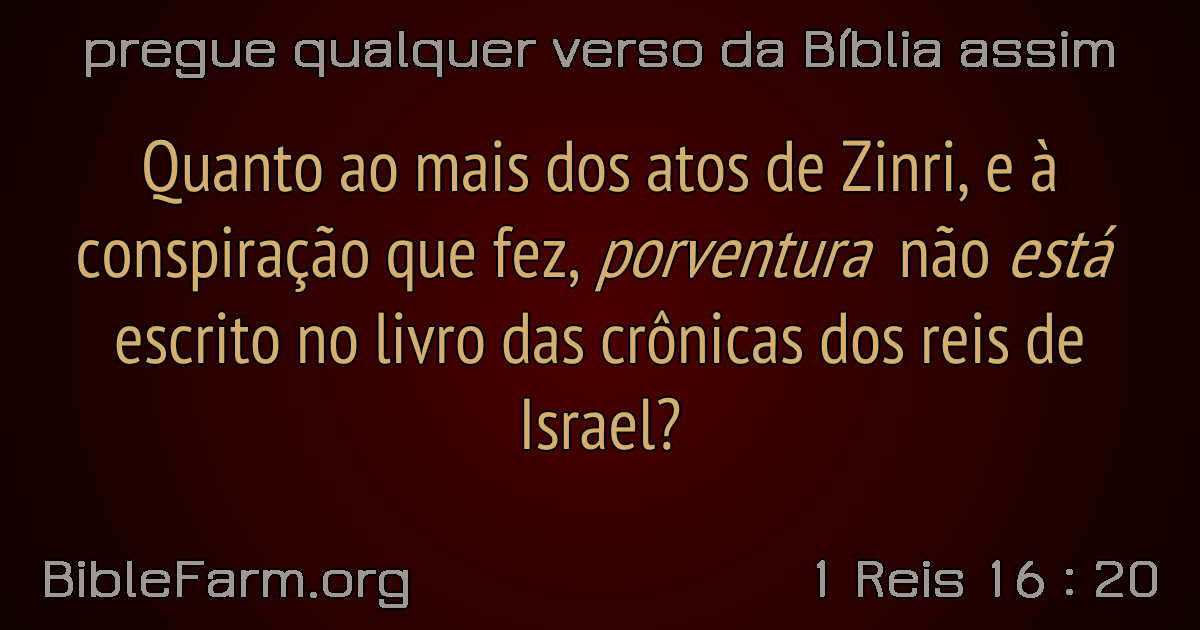 pregue qualquer verso da Bíblia assim
Quanto ao mais dos atos de Zinri, e à
conspiração que fez, porventura não está
escrito no livro das crônicas dos reis de
Israel?
BibleFarm.org
1 Reis 16 : 20